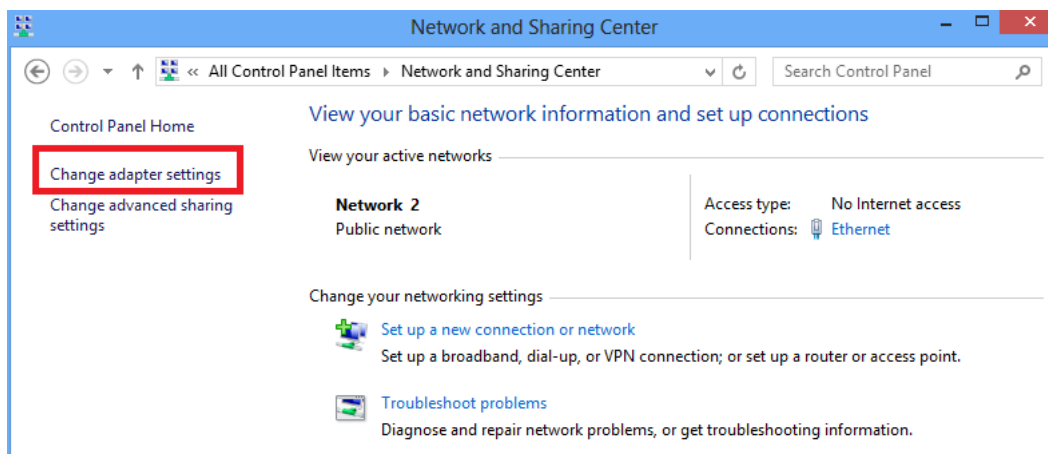 Network and Sharing Center
« All Control Panel Items Network and Sharing Center
Search Control Panel
Control Panel Home
Change adapter settings
Change advanced sharing
settings
View your basic network information and set up connections
View your active networks
Network 2
Public network
Access type: No Internet access
Connections: Ethernet
Change your networking settings
Set up a new connection or network
Set up a broadband, dial-up, or VPN connection; or set up a router or access point.
Troubleshoot problems
Diagnose and repair network problems, or get troubleshooting information.